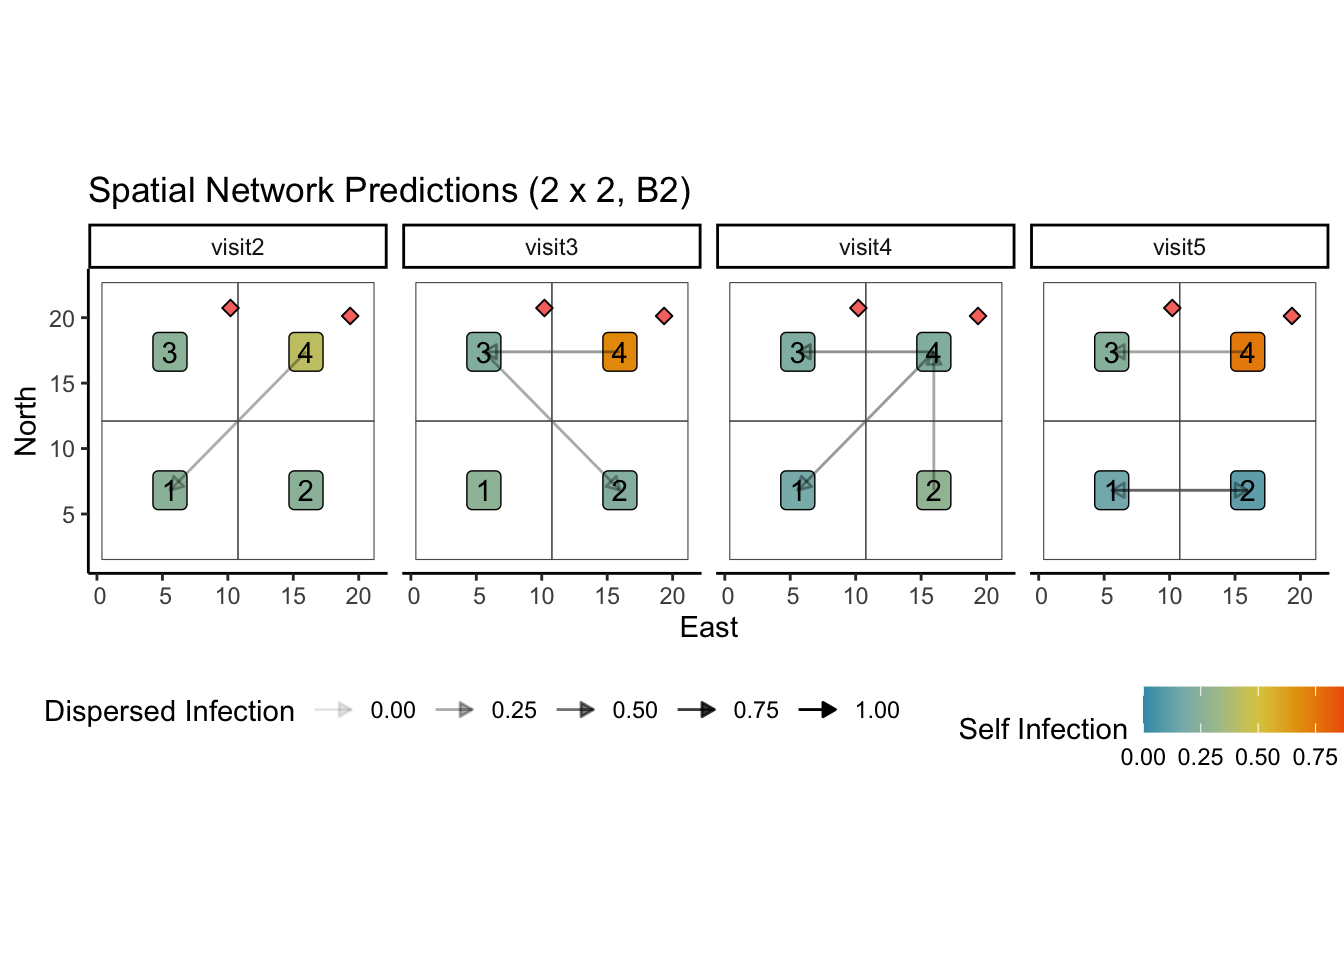 Spatial Network Predictions (2 x 2, B2)
visit2 visit3 visit4 visit5
North
20
15
10
5
3 4 3 4 3 4 3 4
1 2 1 2 1 2 1 2
0 5 10 15 20 0 5 10 15 20 0 5 10 15 20 0 5 10 15 20
East
Dispersed Infection 0.00 0.25 0.50 0.75 1.00
Self Infection
0.00 0.25 0.50 0.75